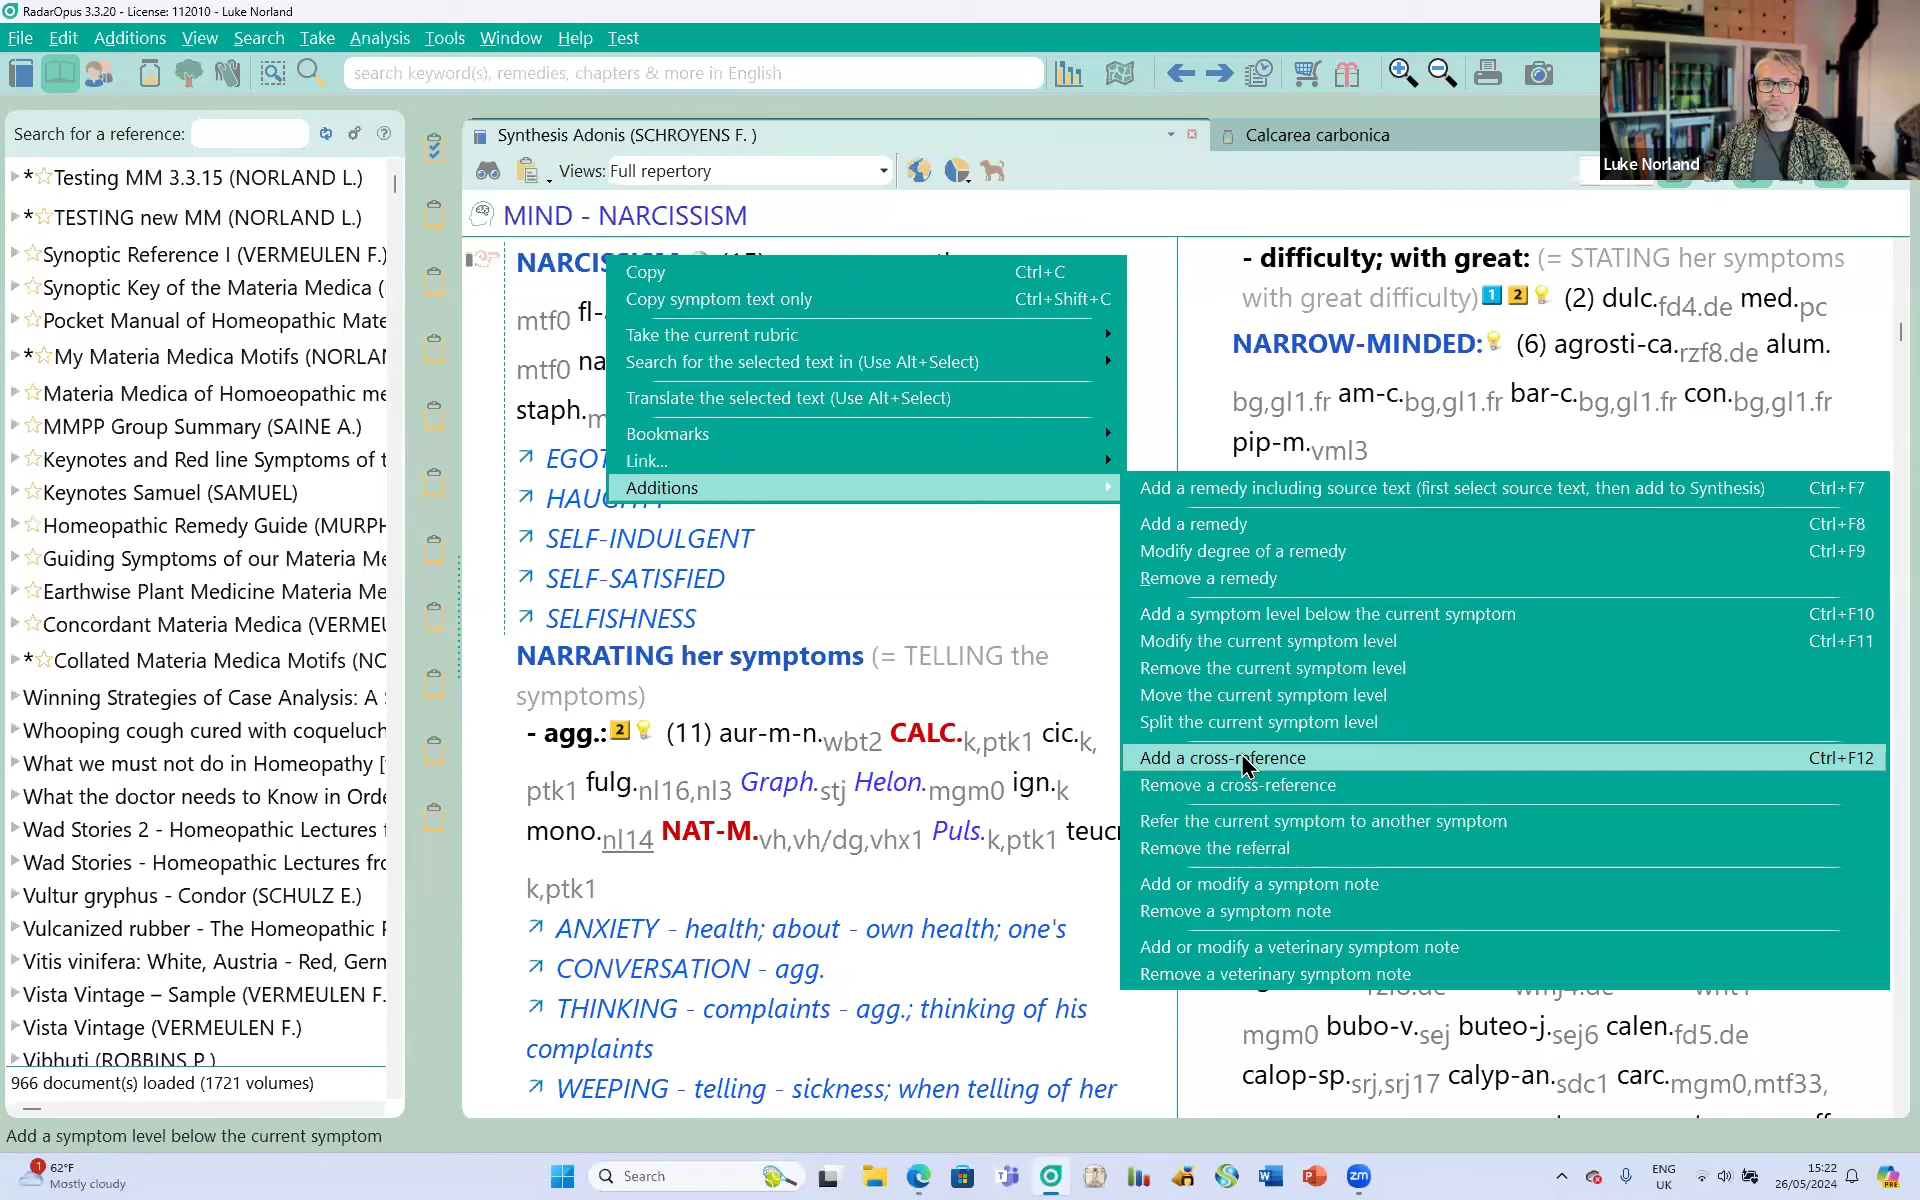 RadarOpus 3.3.20 - License: 112010 - Luke Norland
File Edit Additions View Search Take Analysis Tools Window Help Test
search keyword(s), remedies, chapters & more in English
Luke Norland
Search for a reference:
*☆Testing MM 3.3.15 (NORLAND L.)
*☆TESTING new MM (NORLAND L.)
☆Synoptic Reference I (VERMEULEN F.)
☆Synoptic Key of the Materia Medica (
☆Pocket Manual of Homeopathic Mate
*☆My Materia Medica Motifs (NORLAN
☆Materia Medica of Homoeopathic me
☆MMPP Group Summary (SAINE A.)
☆Keynotes and Red line Symptoms of t
☆Keynotes Samuel (SAMUEL)
☆Homeopathic Remedy Guide (MURPH
☆Guiding Symptoms of our Materia Me
☆Earthwise Plant Medicine Materia Me
☆Concordant Materia Medica (VERMEU
*☆Collated Materia Medica Motifs (NO
Winning Strategies of Case Analysis: A
Whooping cough cured with coqueluch
What we must not do in Homeopathy [
What the doctor needs to Know in Orde
Wad Stories 2 - Homeopathic Lectures f
Wad Stories - Homeopathic Lectures fro
Vultur gryphus - Condor (SCHULZ E.)
Vulcanized rubber - The Homeopathic P
Vitis vinifera: White, Austria - Red, Germ
Vista Vintage – Sample (VERMEULEN F.
Vista Vintage (VERMEULEN F.)
Vibhuti (ROBBINS P.)
966 document(s) loaded (1721 volumes)
Add a symptom level below the current symptom
Synthesis Adonis (SCHROYENS F. )
Calcarea carbonica
Views: Full repertory
MIND - NARCISSISM
mtf0 fl-
mtf0 na
staph.
SELF-INDULGENT
SELF-SATISFIED
SELFISHNESS
NARRATING her symptoms (= TELLING the
symptoms)
- agg.: 2 (11) aur-m-n.wbt2 CALC.k,ptk1 cic.k,
ptk1 fulg.nl16,nl3 Graph.stj Helon.mgm0 ign.k
mono.nl14 NAT-M.vh,vh/dg,vhx1 Puls.k,ptk1 teucr
k,ptk1
ANXIETY - health; about - own health; one's
CONVERSATION - agg.
THINKING - complaints - agg.; thinking of his
complaints
WEEPING - telling - sickness; when telling of her
Copy Ctrl+C
Copy symptom text only Ctrl+Shift+C
Take the current rubric
Search for the selected text in (Use Alt+Select)
Translate the selected text (Use Alt+Select)
Bookmarks
Link...
Additions
Add a remedy including source text (first select source text, then add to Synthesis) Ctrl+F7
Add a remedy Ctrl+F8
Modify degree of a remedy Ctrl+F9
Remove a remedy
Add a symptom level below the current symptom Ctrl+F10
Modify the current symptom level Ctrl+F11
Remove the current symptom level
Move the current symptom level
Split the current symptom level
Add a cross-reference Ctrl+F12
Remove a cross-reference
Refer the current symptom to another symptom
Remove the referral
Add or modify a symptom note
Remove a symptom note
Add or modify a veterinary symptom note
Remove a veterinary symptom note
- difficulty; with great: (= STATING her symptoms
with great difficulty) 1 2 (2) dulc.fd4.de med.pc
NARROW-MINDED: (6) agrosti-ca.rzf8.de alum.
bg,gl1.fr am-c.bg,gl1.fr bar-c.bg,gl1.fr con.bg,gl1.fr
pip-m.vml3
mgm0 bubo-v.sej buteo-j.sej6 calen.fd5.de
calop-sp.srj,srj17 calyp-an.sdc1 carc.mgm0,mtf33,
1
62°F
Mostly cloudy
Search
ENG
UK
15:22
26/05/2024